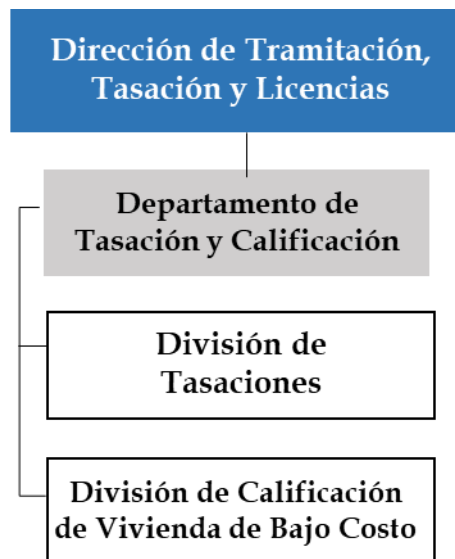 Dirección de Tramitación,
Tasación y Licencias
Departamento de
Tasación y Calificación
División de
Tasaciones
División de Calificación
de Vivienda de Bajo Costo